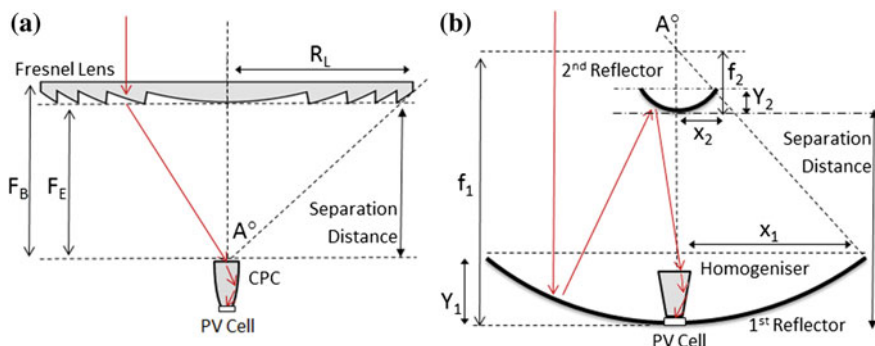 (a)
Fresnel Lens
R_L
F_B
F_E
A°
Separation
Distance
CPC
PV Cell
(b)
A°
2nd Reflector
f_2
Y_2
x_2
f_1
Separation
Distance
x_1
Homogeniser
Y_1
1st Reflector
PV Cell